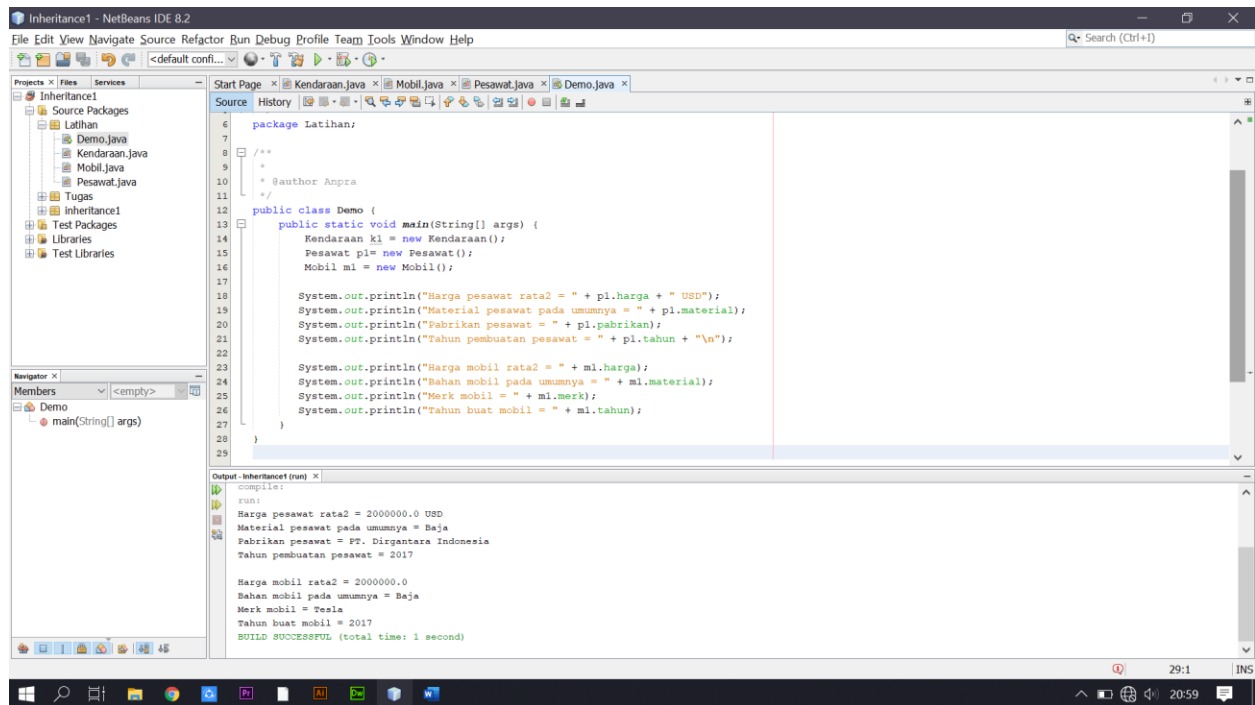 Inheritance1 - NetBeans IDE 8.2
File Edit View Navigate Source Refactor Run Debug Profile Team Tools Window Help
Search (Ctrl+I)
<default confi...
Projects Files Services
Start Page Kendaraan.java Mobil.java Pesawat.java Demo.java
Source History
Inheritance1
Source Packages
Latihan
Demo.java
Kendaraan.java
Mobil.java
Pesawat.java
Tugas
inheritance1
Test Packages
Libraries
Test Libraries
6 package Latihan;
7
8 /**
9 *
10 * @author Anpra
11 */
12 public class Demo {
13 public static void main(String[] args) {
14 Kendaraan k1 = new Kendaraan();
15 Pesawat p1= new Pesawat();
16 Mobil m1 = new Mobil();
17
18 System.out.println("Harga pesawat rata2 = " + p1.harga + " USD");
19 System.out.println("Material pesawat pada umumnya = " + p1.material);
20 System.out.println("Pabrikan pesawat = " + p1.pabrikan);
21 System.out.println("Tahun pembuatan pesawat = " + p1.tahun + "\n");
22
23 System.out.println("Harga mobil rata2 = " + m1.harga);
24 System.out.println("Bahan mobil pada umumnya = " + m1.material);
25 System.out.println("Merk mobil = " + m1.merk);
26 System.out.println("Tahun buat mobil = " + m1.tahun);
27 }
28 }
29
Navigator
Members <empty>
Demo
main(String[] args)
Output - Inheritance1 (run)
compile:
run:
Harga pesawat rata2 = 2000000.0 USD
Material pesawat pada umumnya = Baja
Pabrikan pesawat = PT. Dirgantara Indonesia
Tahun pembuatan pesawat = 2017
Harga mobil rata2 = 2000000.0
Bahan mobil pada umumnya = Baja
Merk mobil = Tesla
Tahun buat mobil = 2017
BUILD SUCCESSFUL (total time: 1 second)
29:1 INS
Pr Ai Dw W
20:59